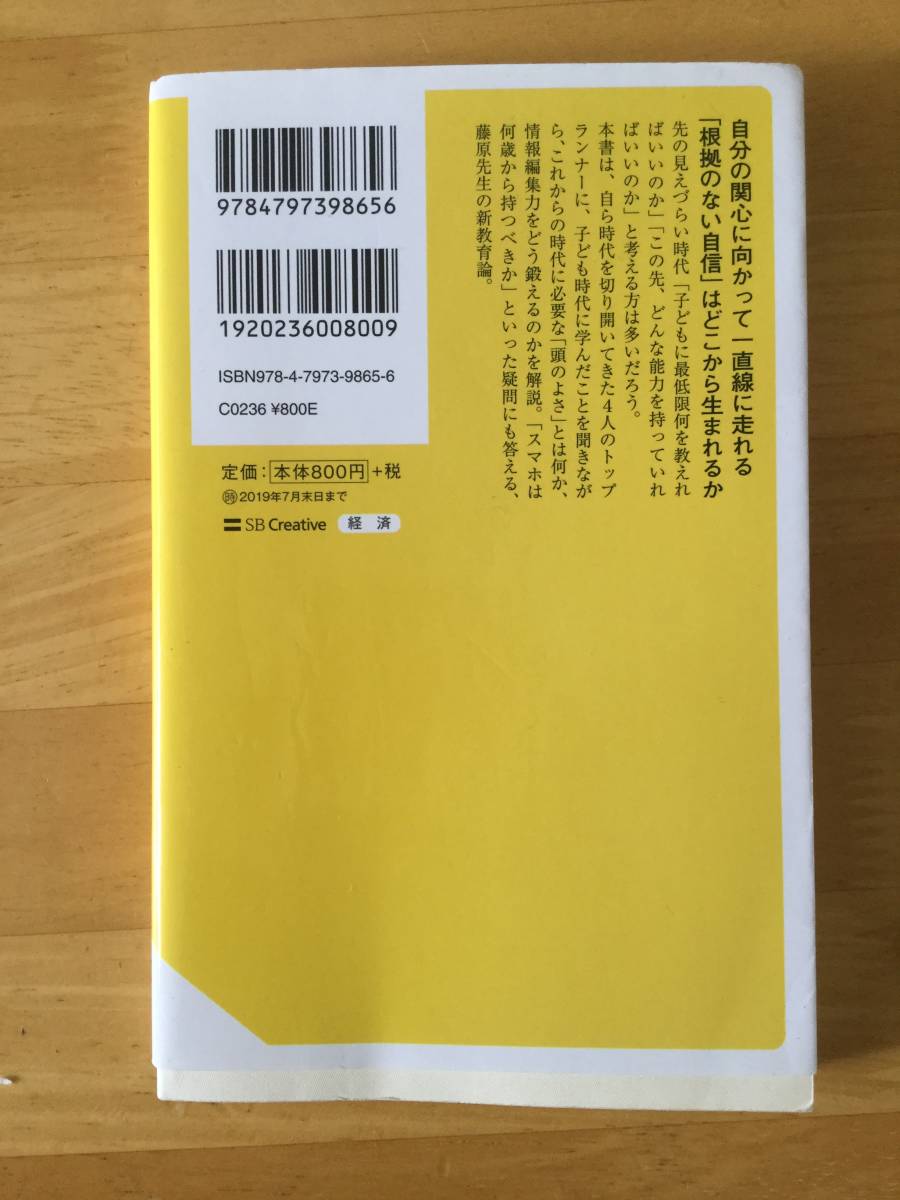 自分の関心に向かって一直線に走れる
「根拠のない自信」はどこから生まれるか
先の見えづらい時代「子どもに最低限何を教えれ
ばいいのか」「この先、どんな能力を持っていれ
ばいいのか」と考える方は多いだろう。
本書は、自ら時代を切り開いてきた4人のトップ
ランナーに、子ども時代に学んだことを聞きなが
ら、これからの時代に必要な「頭のよさ」とは何か、
情報編集力をどう鍛えるのかを解説。「スマホは
何歳から持つべきか」といった疑問にも答える、
藤原先生の新教育論。
9784797398656
1920236008009
ISBN978-4-7973-9865-6
C0236 ¥800E
定価：本体800円+税
時2019年7月末日まで
SB Creative 経済